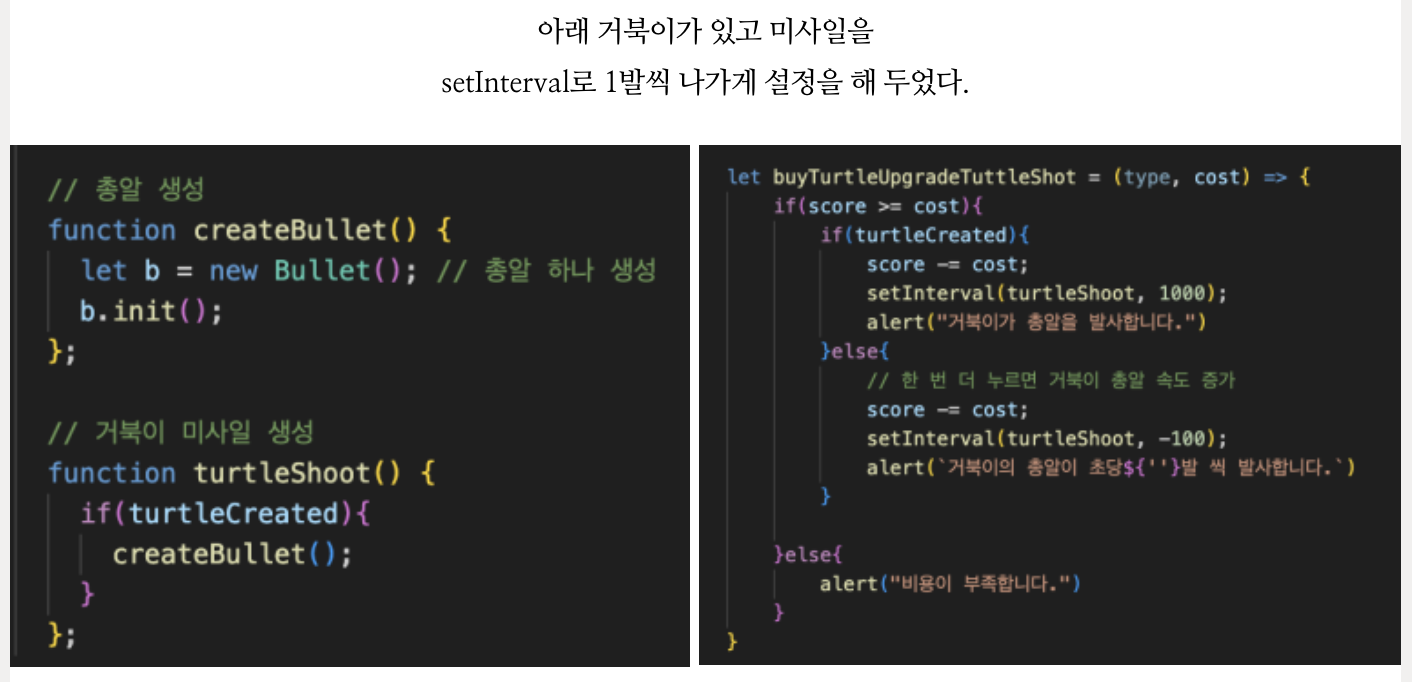 아래 거북이가 있고 미사일을
setInterval로 1발씩 나가게 설정을 해 두었다.
// 총알 생성
function createBullet() {
let b = new Bullet(); // 총알 하나 생성
b.init();
};
// 거북이 미사일 생성
function turtleShoot() {
if(turtleCreated){
createBullet();
}
};
let buyTurtleUpgradeTuttleShot = (type, cost) => {
if(score >= cost){
if(turtleCreated){
score -= cost;
setInterval(turtleShoot, 1000);
alert("거북이가 총알을 발사합니다.")
}else{
// 한 번 더 누르면 거북이 총알 속도 증가
score -= cost;
setInterval(turtleShoot, -100);
alert(`거북이의 총알이 초당${''}발 씩 발사합니다.`)
}
}else{
alert("비용이 부족합니다.")
}
}